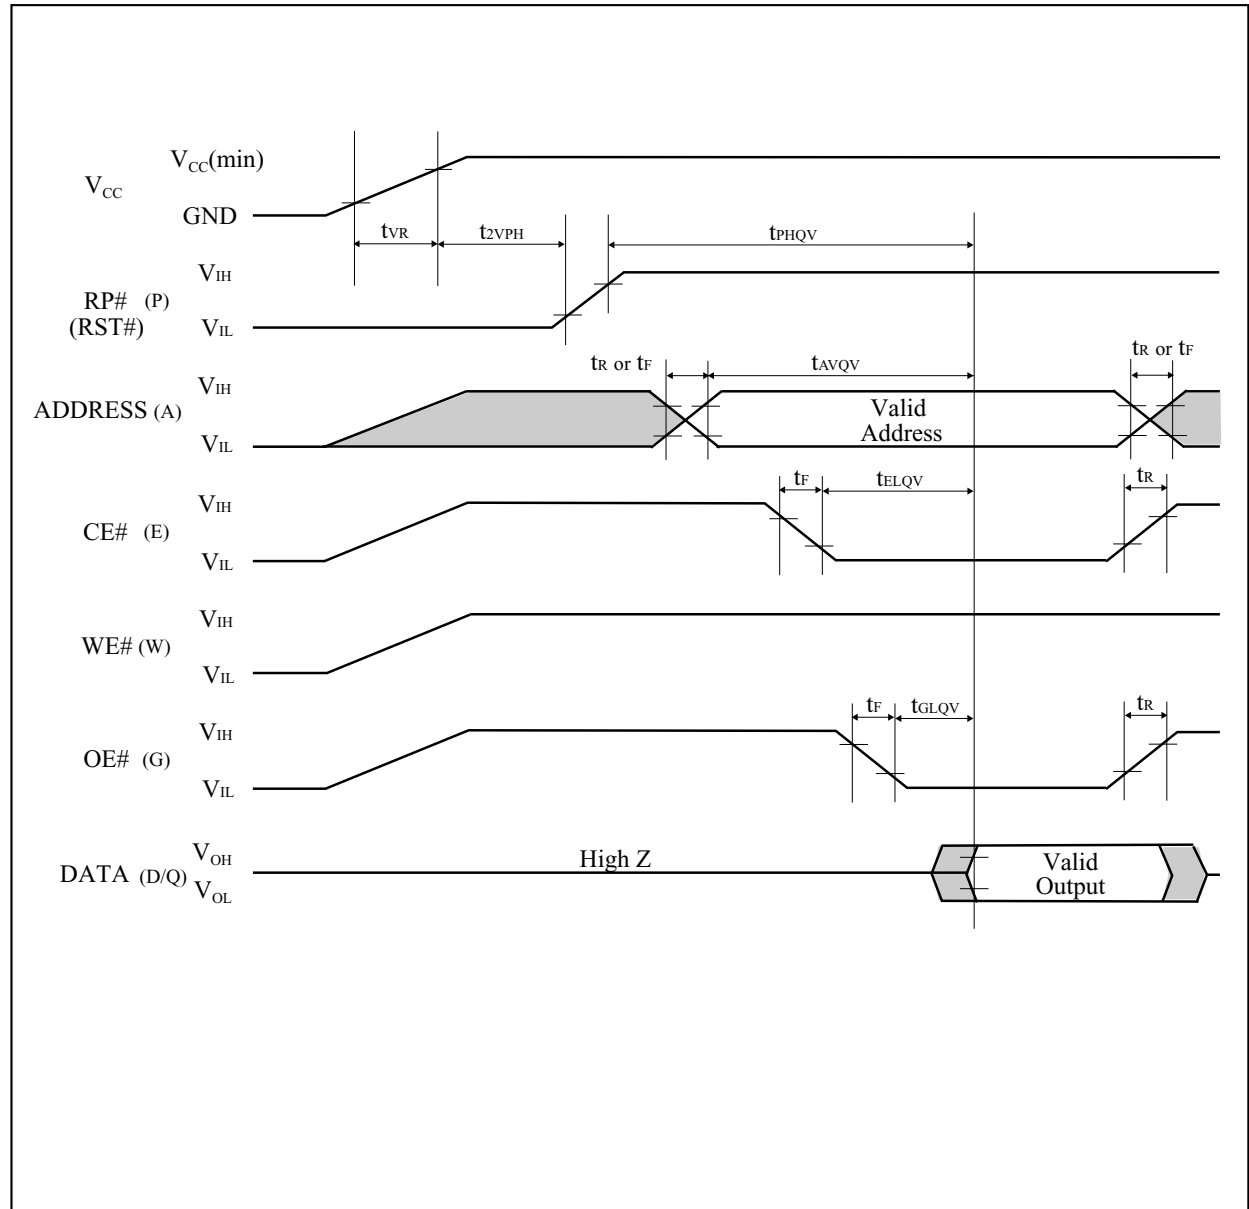 VCC(min)
VCC
GND
tVR
t2VPH
tPHQV
VIH
RP# (P)
(RST#)
VIL
tR or tF
tAVQV
tR or tF
VIH
ADDRESS (A)
Valid
Address
VIL
tF
tELQV
tR
VIH
CE# (E)
VIL
VIH
WE# (W)
VIL
tF
tGLQV
tR
VIH
OE# (G)
VIL
VOH
High Z
DATA (D/Q)
Valid
Output
VOL